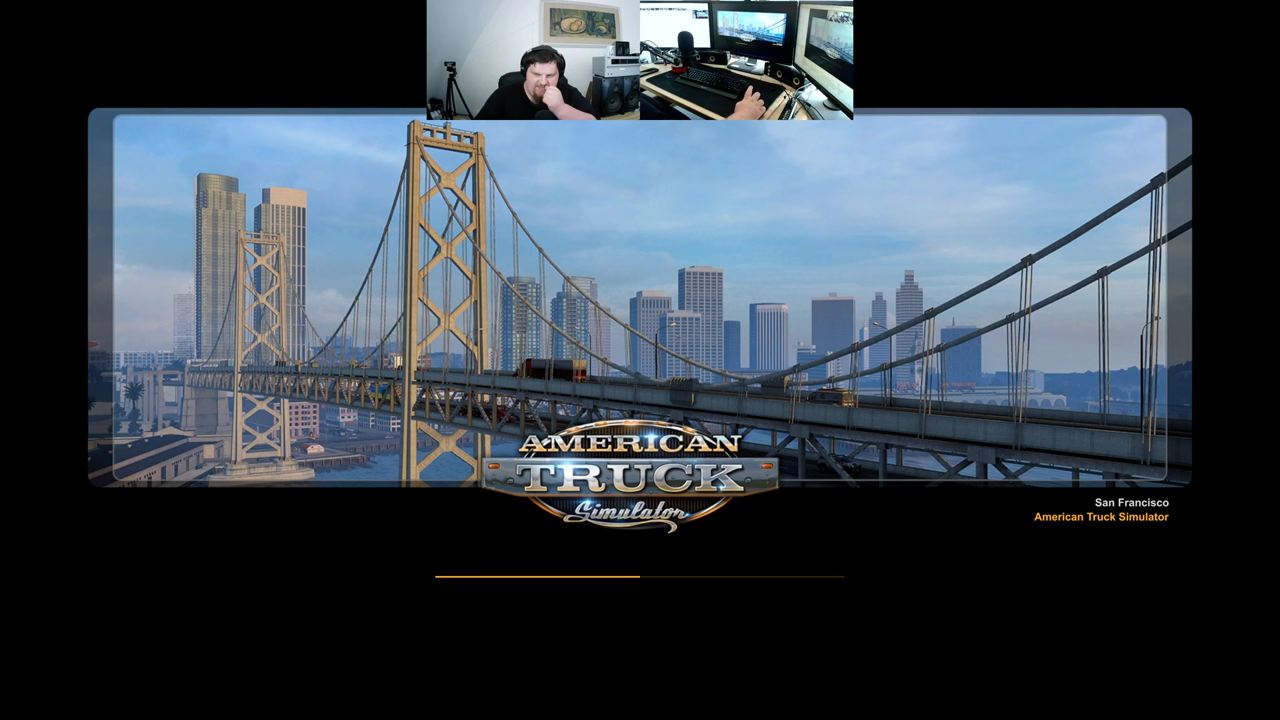 AMERICAN
TRUCK
Simulator
San Francisco
American Truck Simulator